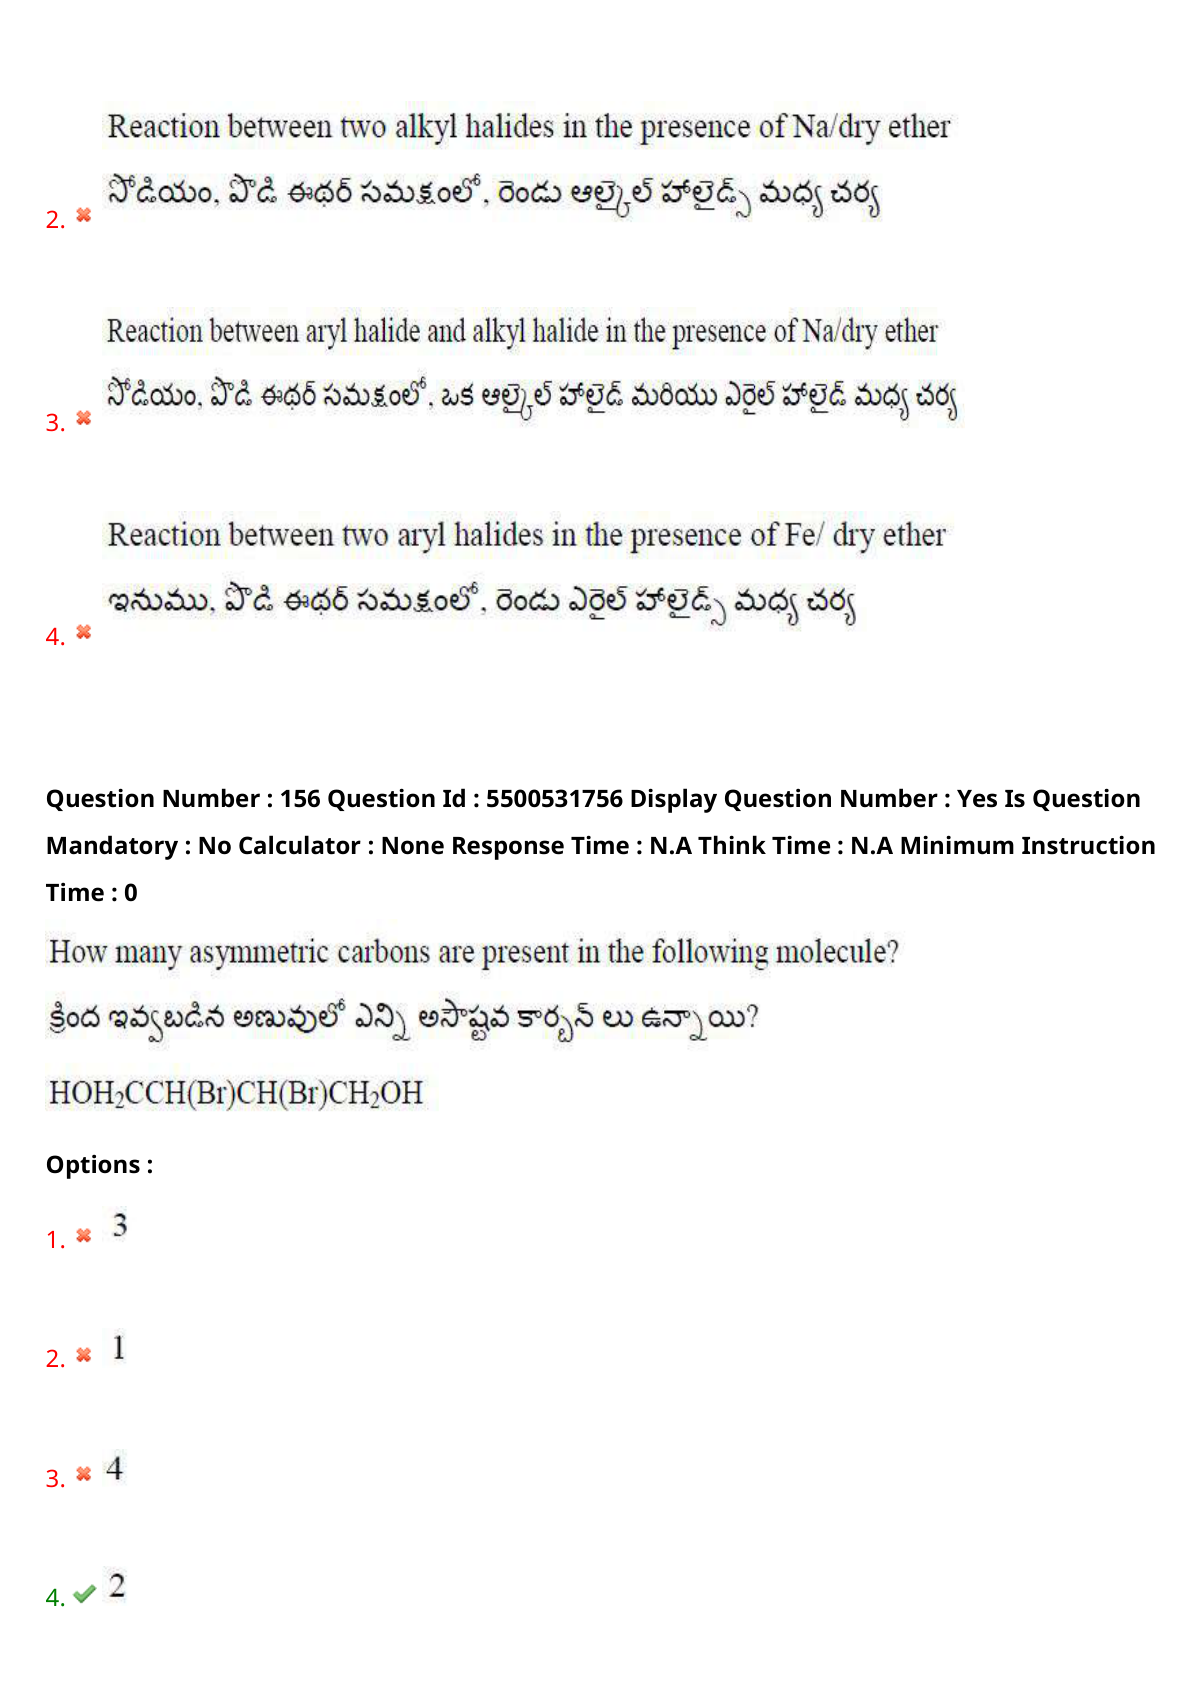 Reaction between two alkyl halides in the presence of Na/dry ether
సోడియం, పొడి ఈథర్ సమక్షంలో, రెండు ఆల్కైల్ హాలైడ్స్ మధ్య చర్య
2.
Reaction between aryl halide and alkyl halide in the presence of Na/dry ether
సోడియం, పొడి ఈథర్ సమక్షంలో, ఒక ఆల్కైల్ హాలైడ్ మరియు ఎరైల్ హాలైడ్ మధ్య చర్య
3.
Reaction between two aryl halides in the presence of Fe/ dry ether
ఇనుము, పొడి ఈథర్ సమక్షంలో, రెండు ఎరైల్ హాలైడ్స్ మధ్య చర్య
4.
Question Number : 156 Question Id : 5500531756 Display Question Number : Yes Is Question
Mandatory : No Calculator : None Response Time : N.A Think Time : N.A Minimum Instruction
Time : 0
How many asymmetric carbons are present in the following molecule?
క్రింద ఇవ్వబడిన అణువులో ఎన్ని అసౌష్టవ కార్బన్ లు ఉన్నాయి?
HOH₂CCH(Br)CH(Br)CH₂OH
Options :
1. 3
2. 1
3. 4
4. 2